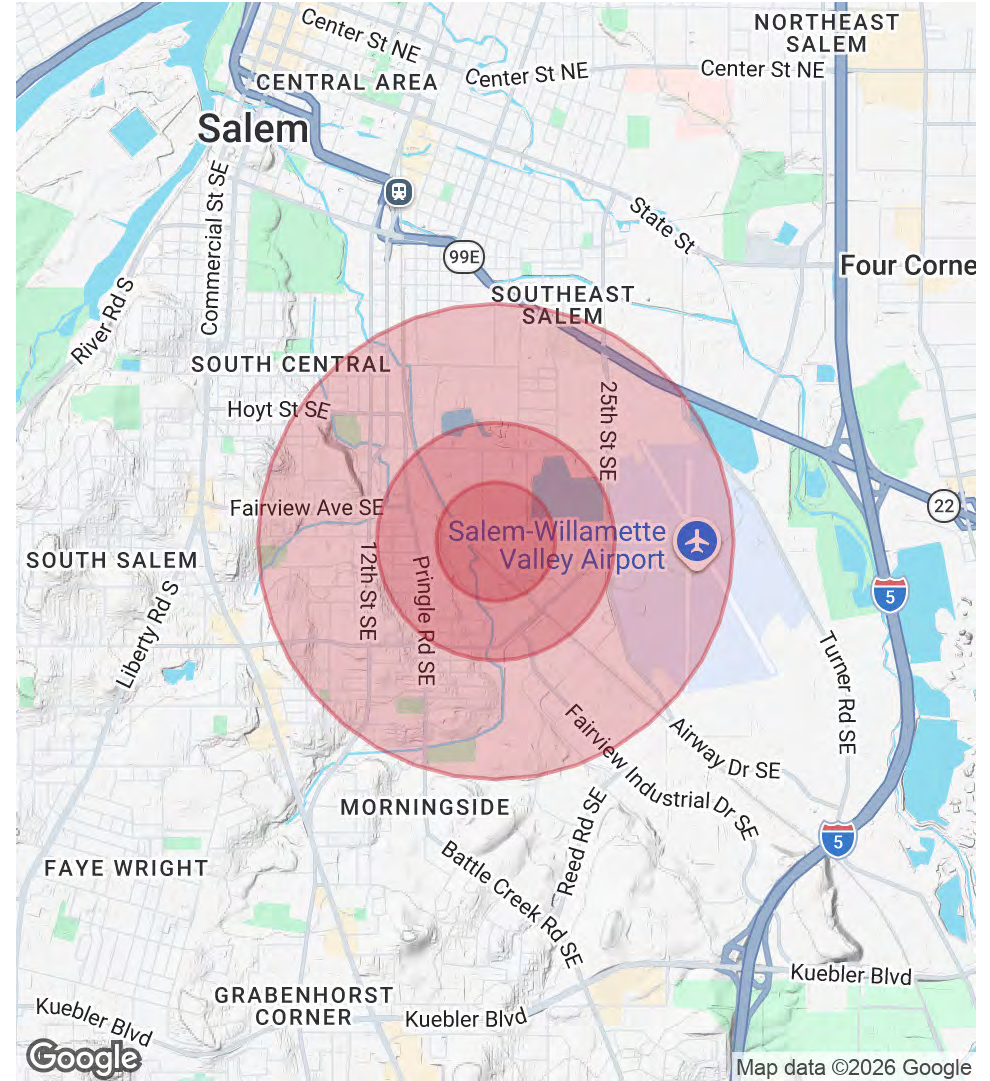 NORTHEAST
SALEM
Center St NE
Center St NE
Center St NE
CENTRAL AREA
Salem
Commercial St SE
State St
99E
Four Corne
River Rd S
SOUTHEAST
SALEM
SOUTH CENTRAL
Hoyt St SE
25th St SE
22
Fairview Ave SE
Salem-Willamette
Valley Airport
SOUTH SALEM
12th St SE
Pringle Rd SE
5
Liberty Rd S
Turner Rd SE
Airway Dr SE
Fairview Industrial Dr SE
MORNINGSIDE
Reed Rd SE
5
FAYE WRIGHT
Battle Creek Rd SE
Kuebler Blvd
GRABENHORST
CORNER
Kuebler Blvd
Kuebler Blvd
Google
Map data ©2026 Google